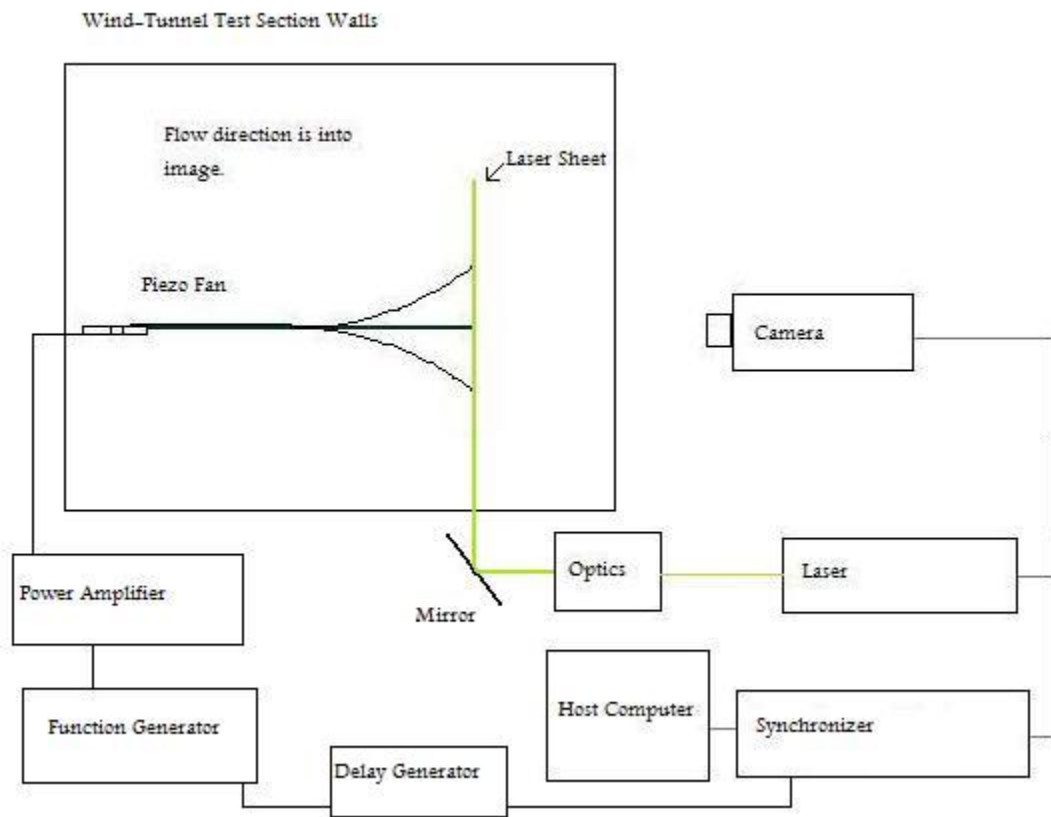 Wind-Tunnel Test Section Walls
Flow direction is into
image.
Laser Sheet
Piezo Fan
Camera
Optics
Laser
Mirror
Power Amplifier
Host Computer
Synchronizer
Function Generator
Delay Generator